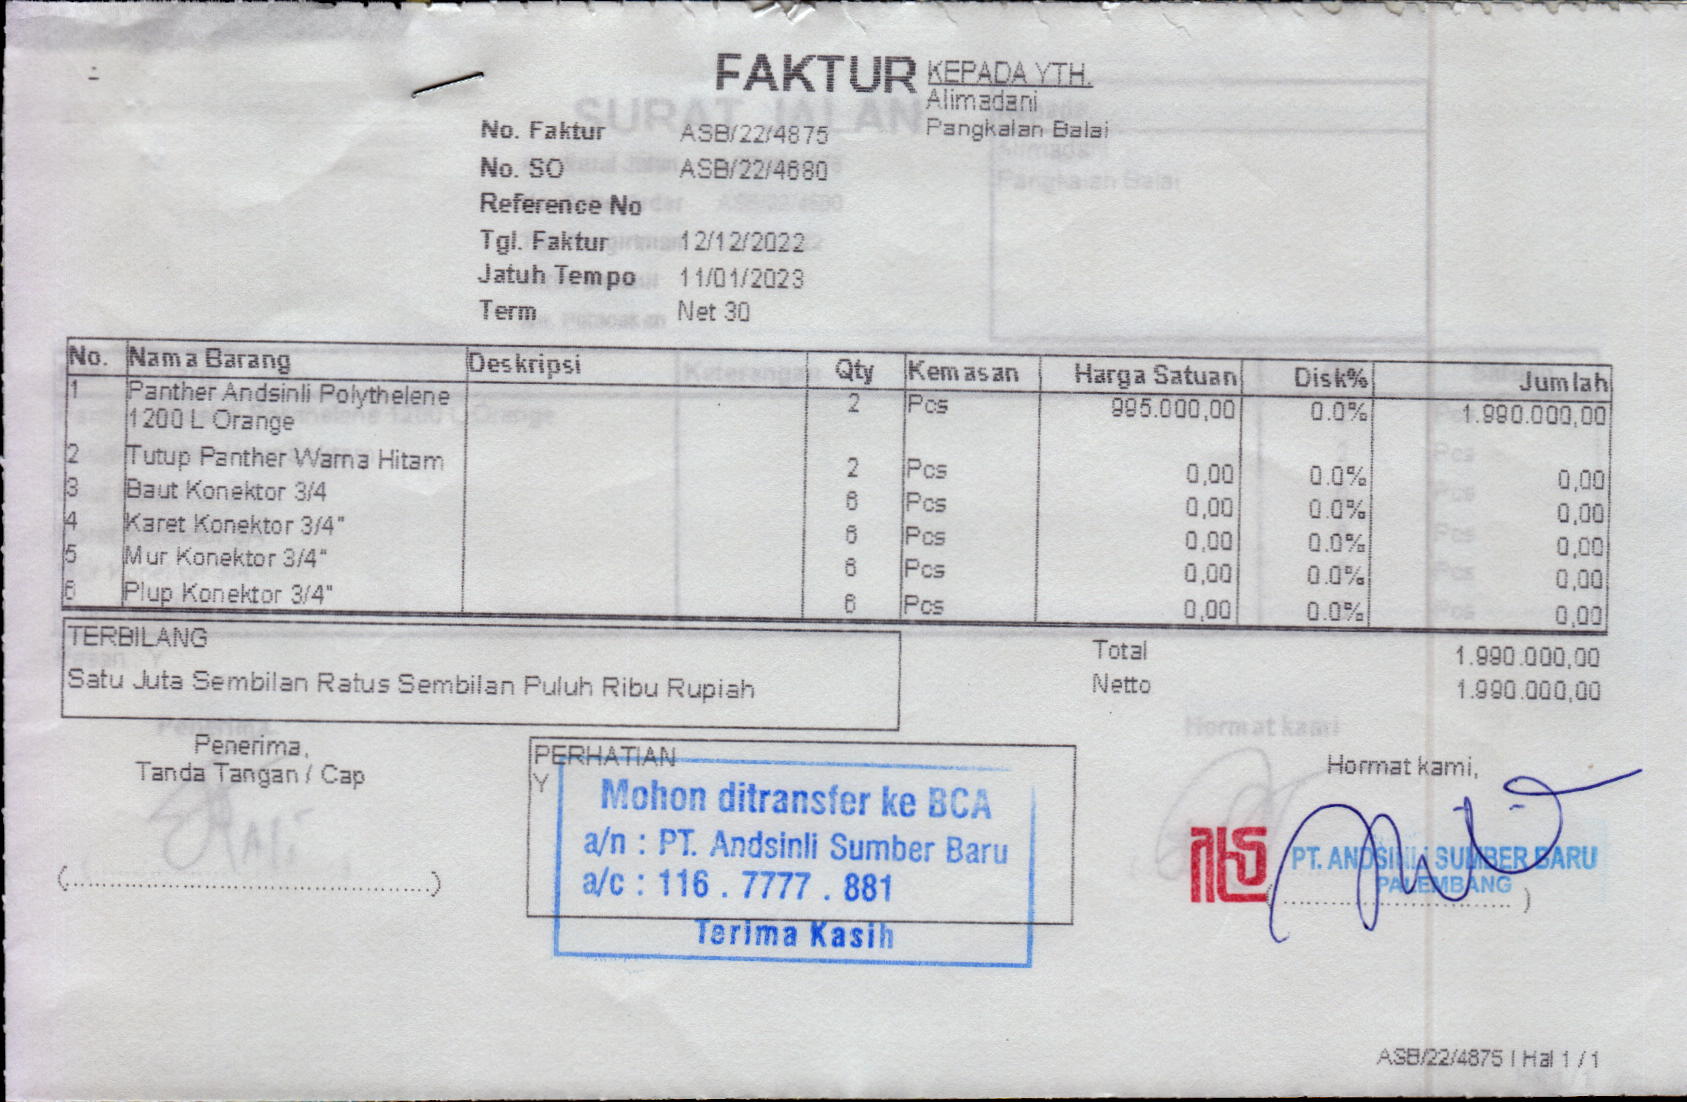 FAKTUR
KEPADA YTH.
Alimadani
Pangkalan Balai
No. Faktur ASB/22/4875
No. SO ASB/22/4680
Reference No
Tgl. Faktur 12/12/2022
Jatuh Tempo 11/01/2023
Term Net 30
No. Nama Barang Deskripsi Qty Kemasan Harga Satuan Disk% Jumlah
1 Panther Andsinli Polythelene 2 Pcs 995.000,00 0.0% 1.990.000,00
1200 L Orange
2 Tutup Panther Warna Hitam 2 Pcs 0,00 0.0% 0,00
3 Baut Konektor 3/4 6 Pcs 0,00 0.0% 0,00
4 Karet Konektor 3/4" 6 Pcs 0,00 0.0% 0,00
5 Mur Konektor 3/4" 6 Pcs 0,00 0.0% 0,00
6 Plup Konektor 3/4" 6 Pcs 0,00 0.0% 0,00
TERBILANG
Satu Juta Sembilan Ratus Sembilan Puluh Ribu Rupiah
Total 1.990.000,00
Netto 1.990.000,00
Penerima,
Tanda Tangan / Cap
(..............................................)
PERHATIAN
Y
Mohon ditransfer ke BCA
a/n : PT. Andsinli Sumber Baru
a/c : 116 . 7777 . 881
Terima Kasih
Hormat kami,
PT. ANDSINLI SUMBER BARU
PALEMBANG
(..............................)
ASB/22/4875 | Hal 1 / 1